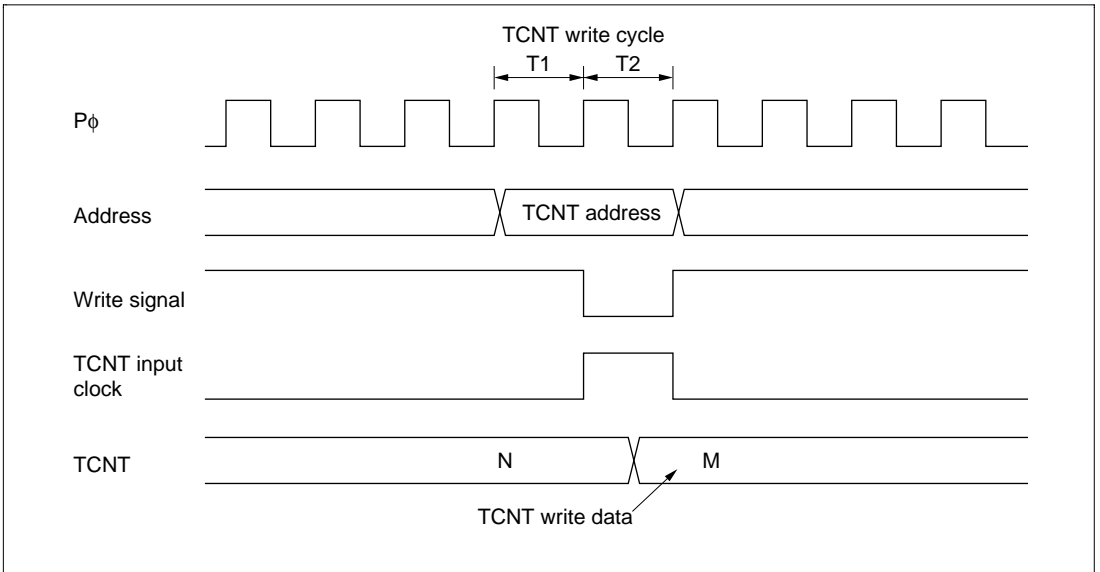 TCNT write cycle
T1 T2
Pϕ
Address
TCNT address
Write signal
TCNT input
clock
TCNT
N M
TCNT write data